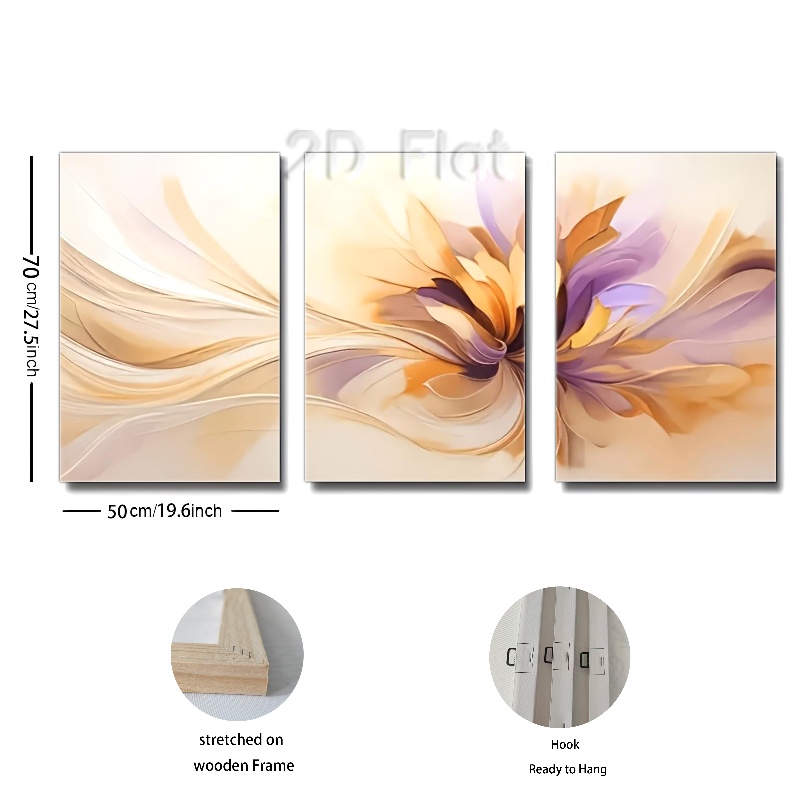 2D Flat
70 cm/27.5inch
50cm/19.6inch
stretched on
wooden Frame
Hook
Ready to Hang